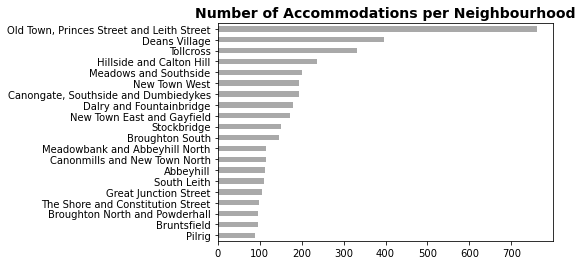 Number of Accommodations per Neighbourhood
Old Town, Princes Street and Leith Street
Deans Village
Tollcross
Hillside and Calton Hill
Meadows and Southside
New Town West
Canongate, Southside and Dumbiedykes
Dalry and Fountainbridge
New Town East and Gayfield
Stockbridge
Broughton South
Meadowbank and Abbeyhill North
Canonmills and New Town North
Abbeyhill
South Leith
Great Junction Street
The Shore and Constitution Street
Broughton North and Powderhall
Bruntsfield
Pilrig
0 100 200 300 400 500 600 700